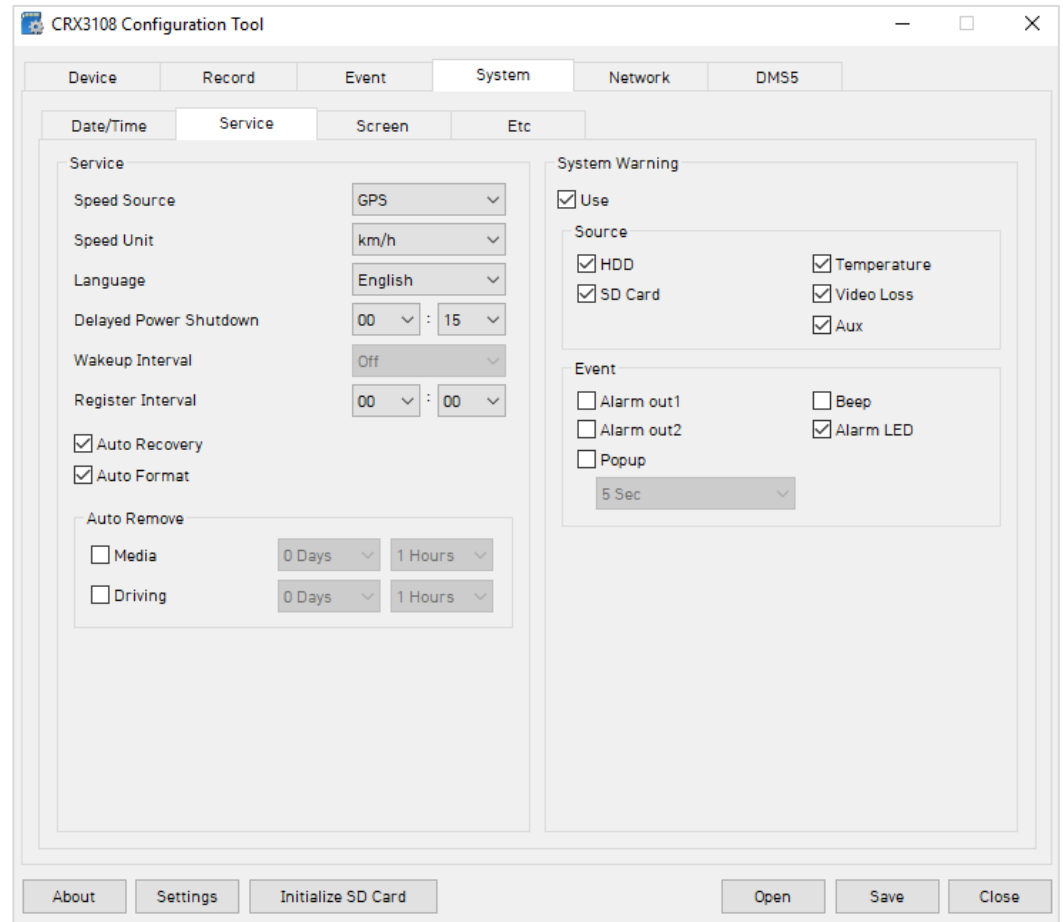 CRX3108 Configuration Tool
Device Record Event System Network DMS5
Date/Time Service Screen Etc
Service
Speed Source GPS
Speed Unit km/h
Language English
Delayed Power Shutdown 00 : 15
Wakeup Interval Off
Register Interval 00 : 00
Auto Recovery
Auto Format
Auto Remove
Media 0 Days 1 Hours
Driving 0 Days 1 Hours
System Warning
Use
Source
HDD Temperature
SD Card Video Loss
Aux
Event
Alarm out1 Beep
Alarm out2 Alarm LED
Popup
5 Sec
About Settings Initialize SD Card Open Save Close